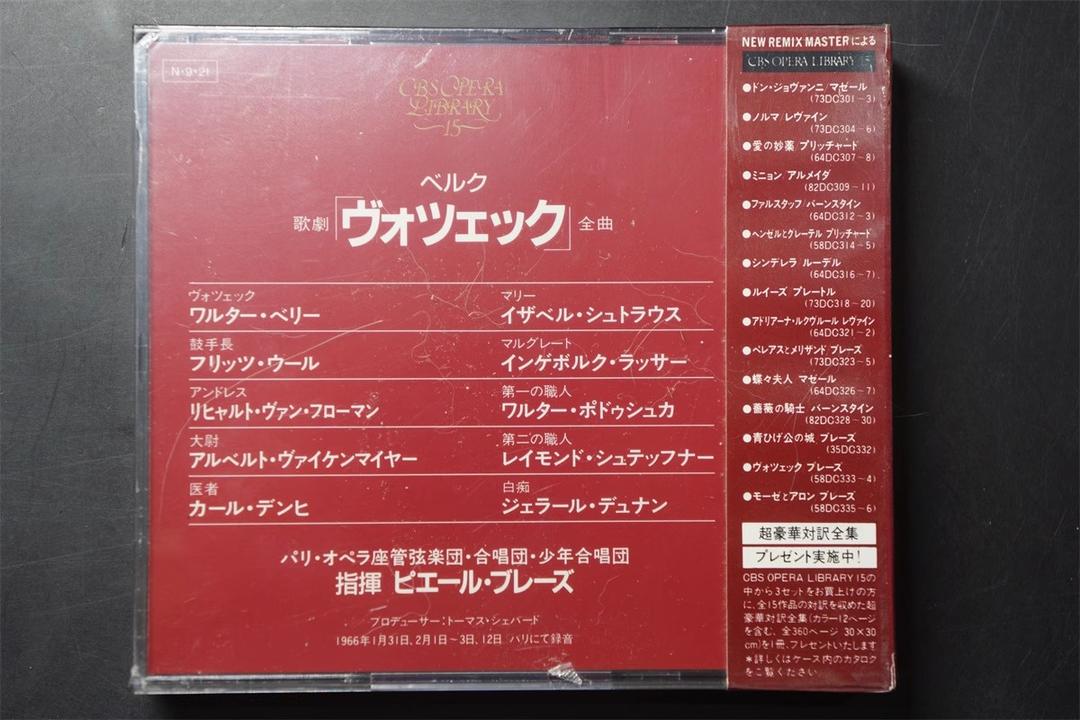 N・9・21
CBS OPERA
LIBRARY
15
ベルク
歌劇「ヴォツェック」全曲
ヴォツェック
ワルター・ベリー
マリー
イザベル・シュトラウス
鼓手長
フリッツ・ウール
マルグレート
インゲボルク・ラッサー
アンドレス
リヒャルト・ヴァン・フローマン
第一の職人
ワルター・ポドゥシュカ
大尉
アルベルト・ヴァイケンマイヤー
第二の職人
レイモンド・シュテッフナー
医者
カール・デンヒ
白痴
ジェラール・デュナン
パリ・オペラ座管弦楽団・合唱団・少年合唱団
指揮 ピエール・ブレーズ
プロデューサー:トーマス・シェパード
1966年1月31日、2月1日〜3日、12日 パリにて録音
NEW REMIX MASTERによる
CBS OPERA LIBRARY 15
●ドン・ジョヴァンニ/マゼール
(73DC301〜3)
●ノルマ/レヴァイン
(73DC304〜6)
●愛の妙薬/プリッチャード
(64DC307〜8)
●ミニョン/アルメイダ
(82DC309〜11)
●ファルスタッフ/バーンスタイン
(64DC312〜3)
●ヘンゼルとグレーテル/プリッチャード
(58DC314〜5)
●シンデレラ/ルーデル
(64DC316〜7)
●ルイーズ/プレートル
(73DC318〜20)
●アドリアーナ・ルクヴルール/レヴァイン
(64DC321〜2)
●ペレアスとメリザンド/ブレーズ
(73DC323〜5)
●蝶々夫人/マゼール
(64DC326〜7)
●薔薇の騎士/バーンスタイン
(82DC328〜30)
●青ひげ公の城/ブレーズ
(35DC332)
●ヴォツェック/ブレーズ
(58DC333〜4)
●モーゼとアロン/ブレーズ
(58DC335〜6)
超豪華対訳全集
プレゼント実施中!
CBS OPERA LIBRARY 15の
中から3セットをお買上げの方
に、全15作品の対訳を収めた超
豪華対訳全集(カラー12ページ
を含む、全360ページ 30×30
cm)を1冊、プレゼントいたします
*詳しくはケース内のカタログ
をご覧ください。